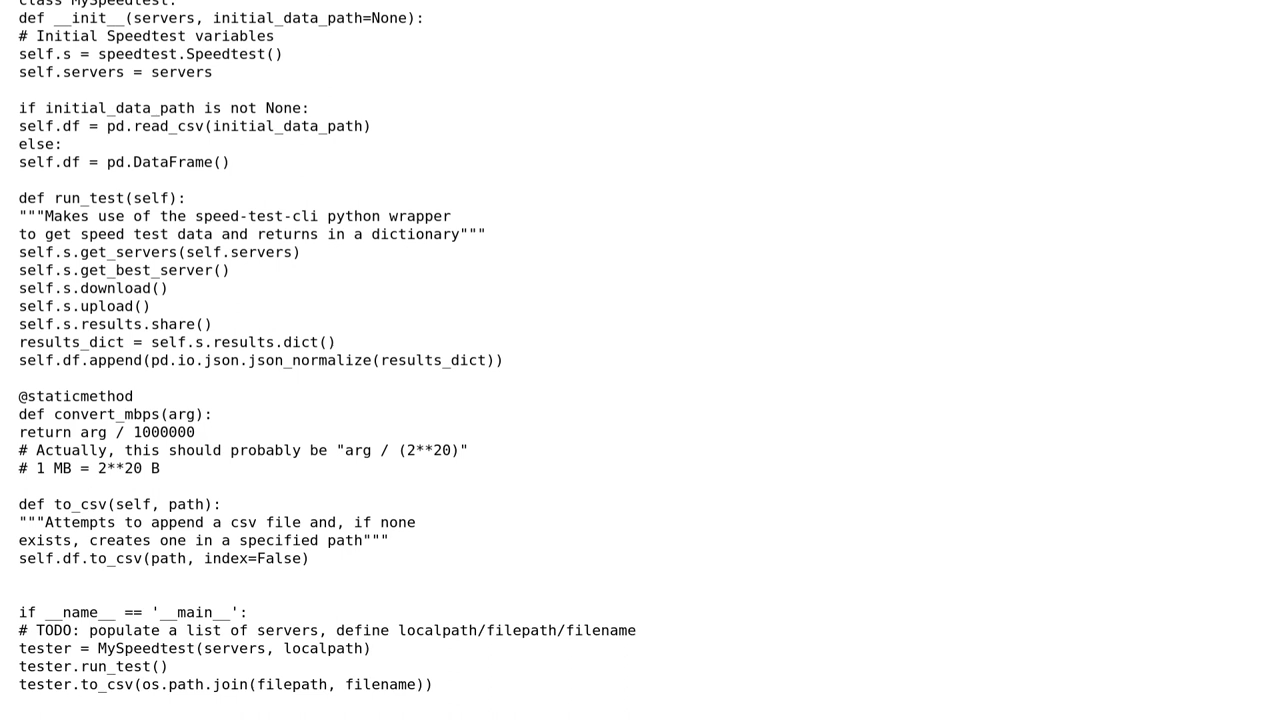 class MySpeedtest:
def __init__(servers, initial_data_path=None):
# Initial Speedtest variables
self.s = speedtest.Speedtest()
self.servers = servers
if initial_data_path is not None:
self.df = pd.read_csv(initial_data_path)
else:
self.df = pd.DataFrame()
def run_test(self):
"""Makes use of the speed-test-cli python wrapper
to get speed test data and returns in a dictionary"""
self.s.get_servers(self.servers)
self.s.get_best_server()
self.s.download()
self.s.upload()
self.s.results.share()
results_dict = self.s.results.dict()
self.df.append(pd.io.json.json_normalize(results_dict))
@staticmethod
def convert_mbps(arg):
return arg / 1000000
# Actually, this should probably be "arg / (2**20)"
# 1 MB = 2**20 B
def to_csv(self, path):
"""Attempts to append a csv file and, if none
exists, creates one in a specified path"""
self.df.to_csv(path, index=False)
if __name__ == '__main__':
# TODO: populate a list of servers, define localpath/filepath/filename
tester = MySpeedtest(servers, localpath)
tester.run_test()
tester.to_csv(os.path.join(filepath, filename))